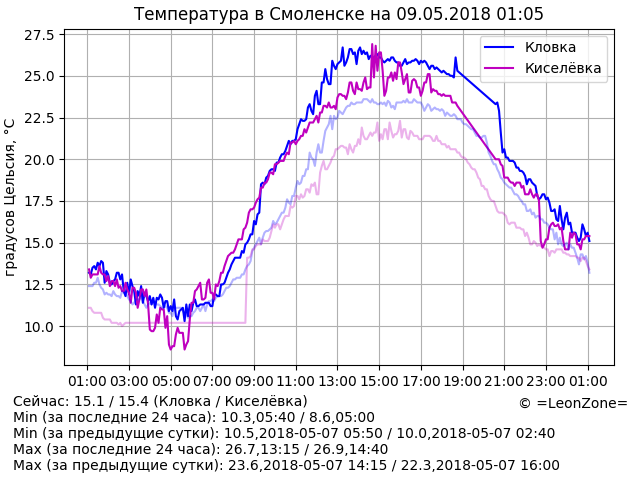 Температура в Смоленске на 09.05.2018 01:05
27.5
25.0
22.5
20.0
17.5
15.0
12.5
10.0
градусов Цельсия, °C
Кловка
Киселёвка
01:00 03:00 05:00 07:00 09:00 11:00 13:00 15:00 17:00 19:00 21:00 23:00 01:00
Сейчас: 15.1 / 15.4 (Кловка / Киселёвка)
© =LeonZone=
Min (за последние 24 часа): 10.3,05:40 / 8.6,05:00
Min (за предыдущие сутки): 10.5,2018-05-07 05:50 / 10.0,2018-05-07 02:40
Max (за последние 24 часа): 26.7,13:15 / 26.9,14:40
Max (за предыдущие сутки): 23.6,2018-05-07 14:15 / 22.3,2018-05-07 16:00